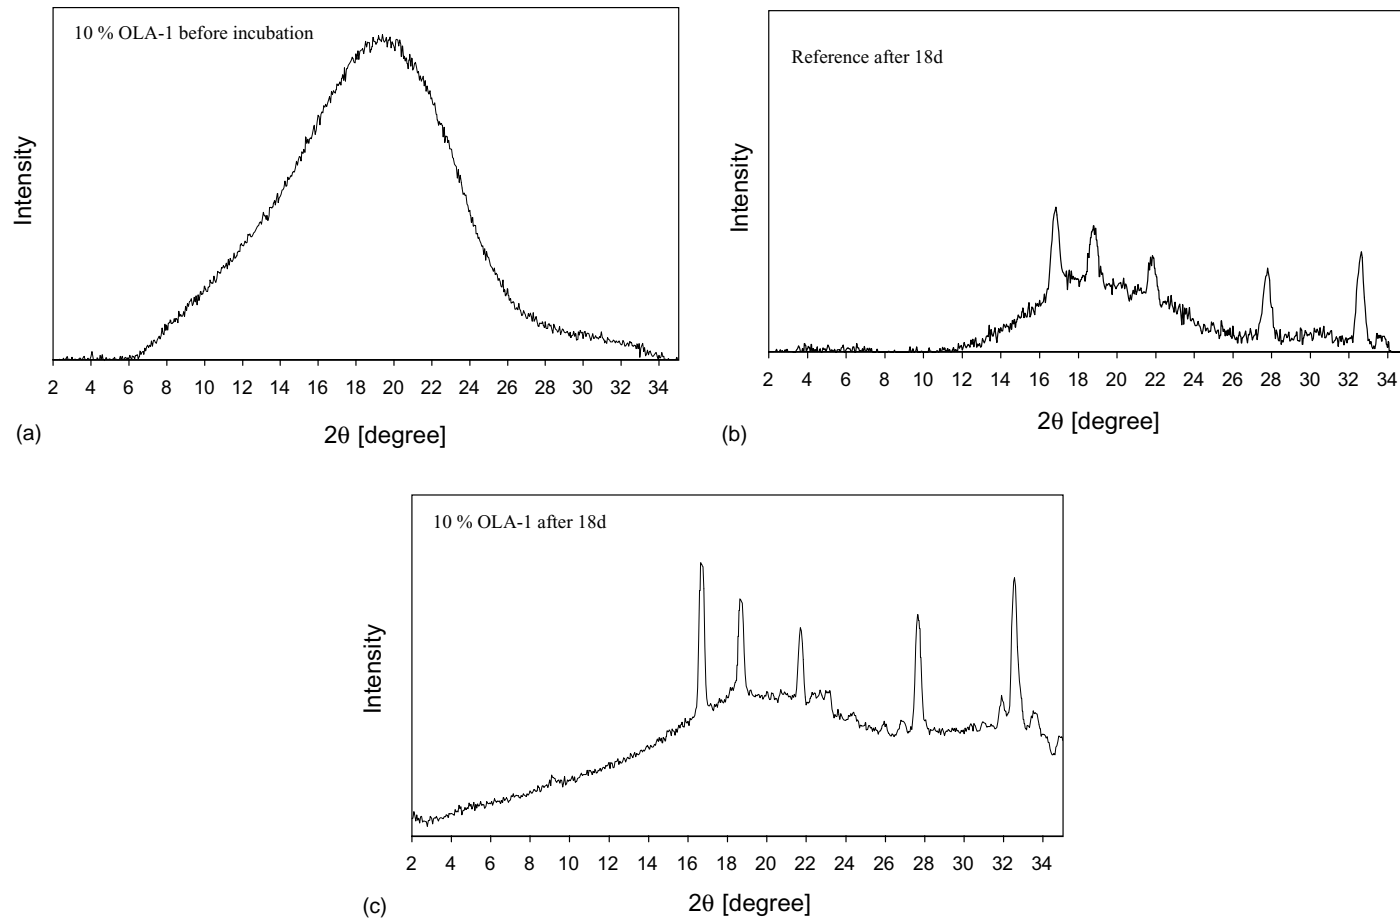 10 % OLA-1 before incubation
Intensity
2 4 6 8 10 12 14 16 18 20 22 24 26 28 30 32 34
2θ [degree]
(a)
Reference after 18d
Intensity
2 4 6 8 10 12 14 16 18 20 22 24 26 28 30 32 34
2θ [degree]
(b)
10 % OLA-1 after 18d
Intensity
2 4 6 8 10 12 14 16 18 20 22 24 26 28 30 32 34
2θ [degree]
(c)